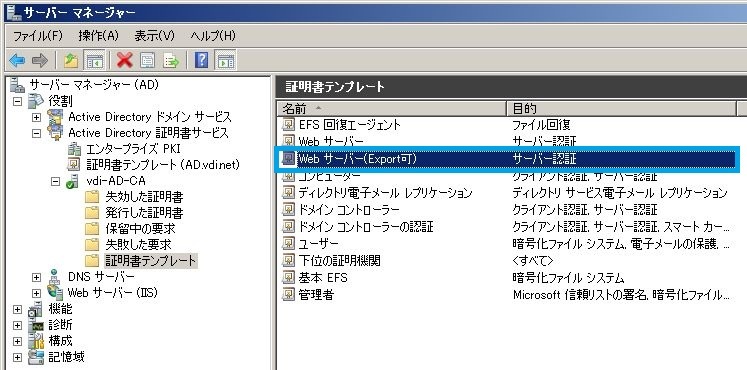 サーバー マネージャー
ファイル(F) 操作(A) 表示(V) ヘルプ(H)
サーバー マネージャー (AD)
役割
Active Directory ドメイン サービス
Active Directory 証明書サービス
エンタープライズ PKI
証明書テンプレート (AD.vdi.net)
vdi-AD-CA
失効した証明書
発行した証明書
保留中の要求
失敗した要求
証明書テンプレート
DNS サーバー
Web サーバー (IIS)
機能
診断
構成
記憶域
証明書テンプレート
名前 目的
EFS 回復エージェント ファイル回復
Web サーバー サーバー認証
Web サーバー(Export可) サーバー認証
コンピューター クライアント認証, サーバー認証
ディレクトリ電子メール レプリケーション ディレクトリ サービス電子メール レプリケーション
ドメイン コントローラー クライアント認証, サーバー認証
ドメイン コントローラーの認証 クライアント認証, サーバー認証, スマート カー...
ユーザー 暗号化ファイル システム, 電子メールの保護, ...
下位の証明機関 <すべて>
基本 EFS 暗号化ファイル システム
管理者 Microsoft 信頼リストの署名, 暗号化ファイル...